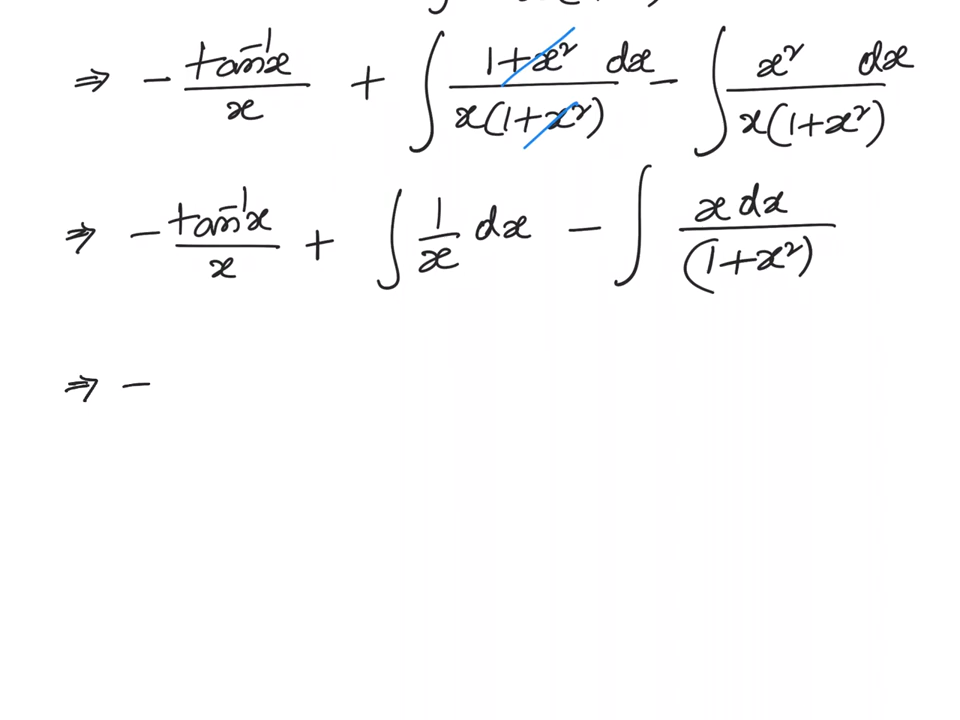 ⇒ - tan⁻¹x / x + ∫ 1+x² dx / x(1+x²) - ∫ x² dx / x(1+x²)
⇒ - tan⁻¹x / x + ∫ 1/x dx - ∫ x dx / (1+x²)
⇒ -